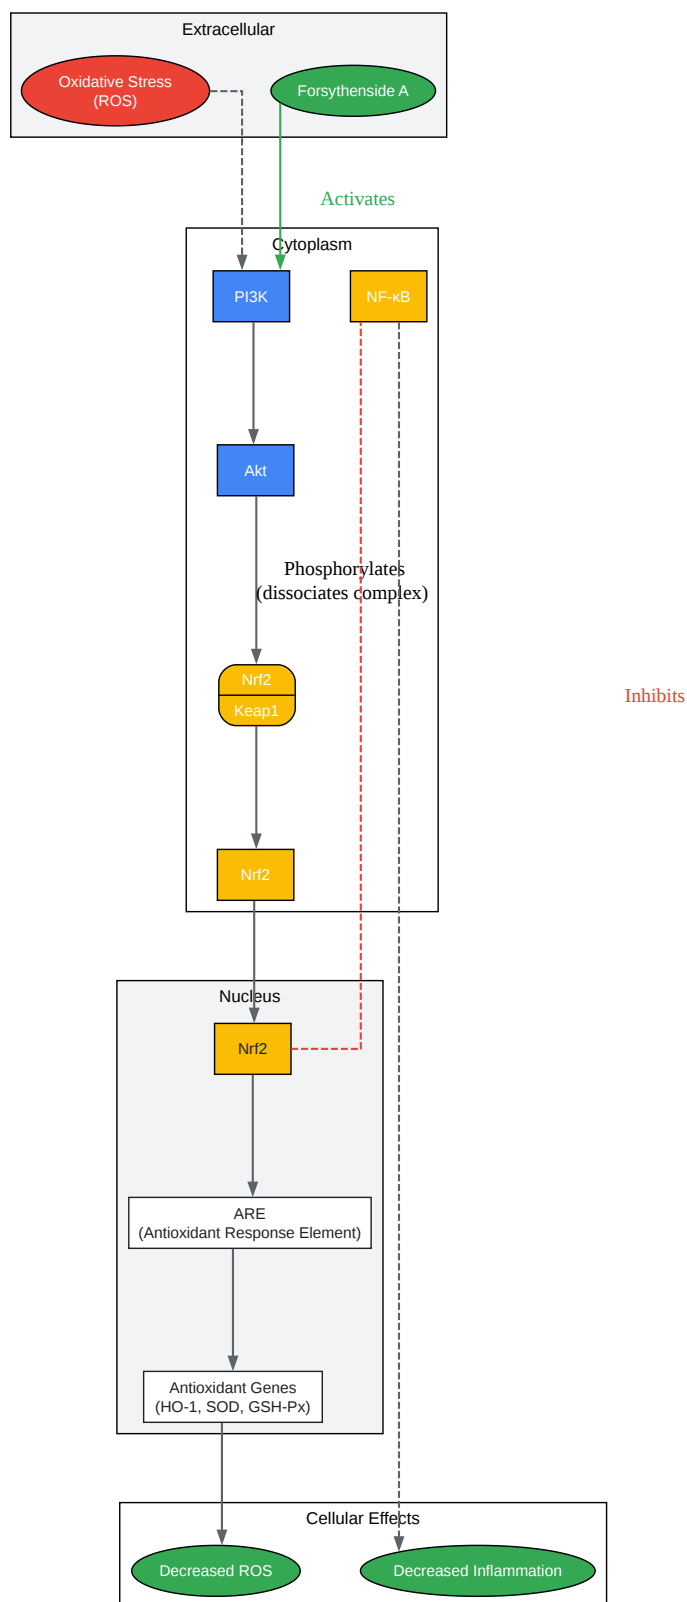 Extracellular
Oxidative Stress
(ROS)
Forsythenside A
Activates
Cytoplasm
PI3K
NF-κB
Akt
Phosphorylates
(dissociates complex)
Nrf2
Keap1
Inhibits
Nrf2
Nucleus
Nrf2
ARE
(Antioxidant Response Element)
Antioxidant Genes
(HO-1, SOD, GSH-Px)
Cellular Effects
Decreased ROS
Decreased Inflammation